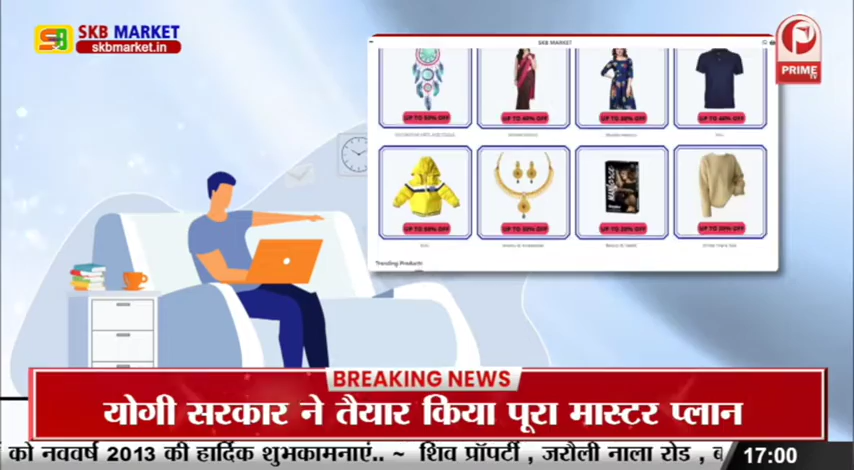 SKB MARKET
skbmarket.in
SKB MARKET
PRIME
TV
UP TO 50% OFF
UP TO 40% OFF
UP TO 30% OFF
UP TO 60% OFF
UP TO 50% OFF
UP TO 30% OFF
UP TO 20% OFF
UP TO 20% OFF
Trending Products
BREAKING NEWS
योगी सरकार ने तैयार किया पूरा मास्टर प्लान
को नववर्ष 2013 की हार्दिक शुभकामनाएं.. ~ शिव प्रॉपर्टी , जरौली नाला रोड , ब
17:00